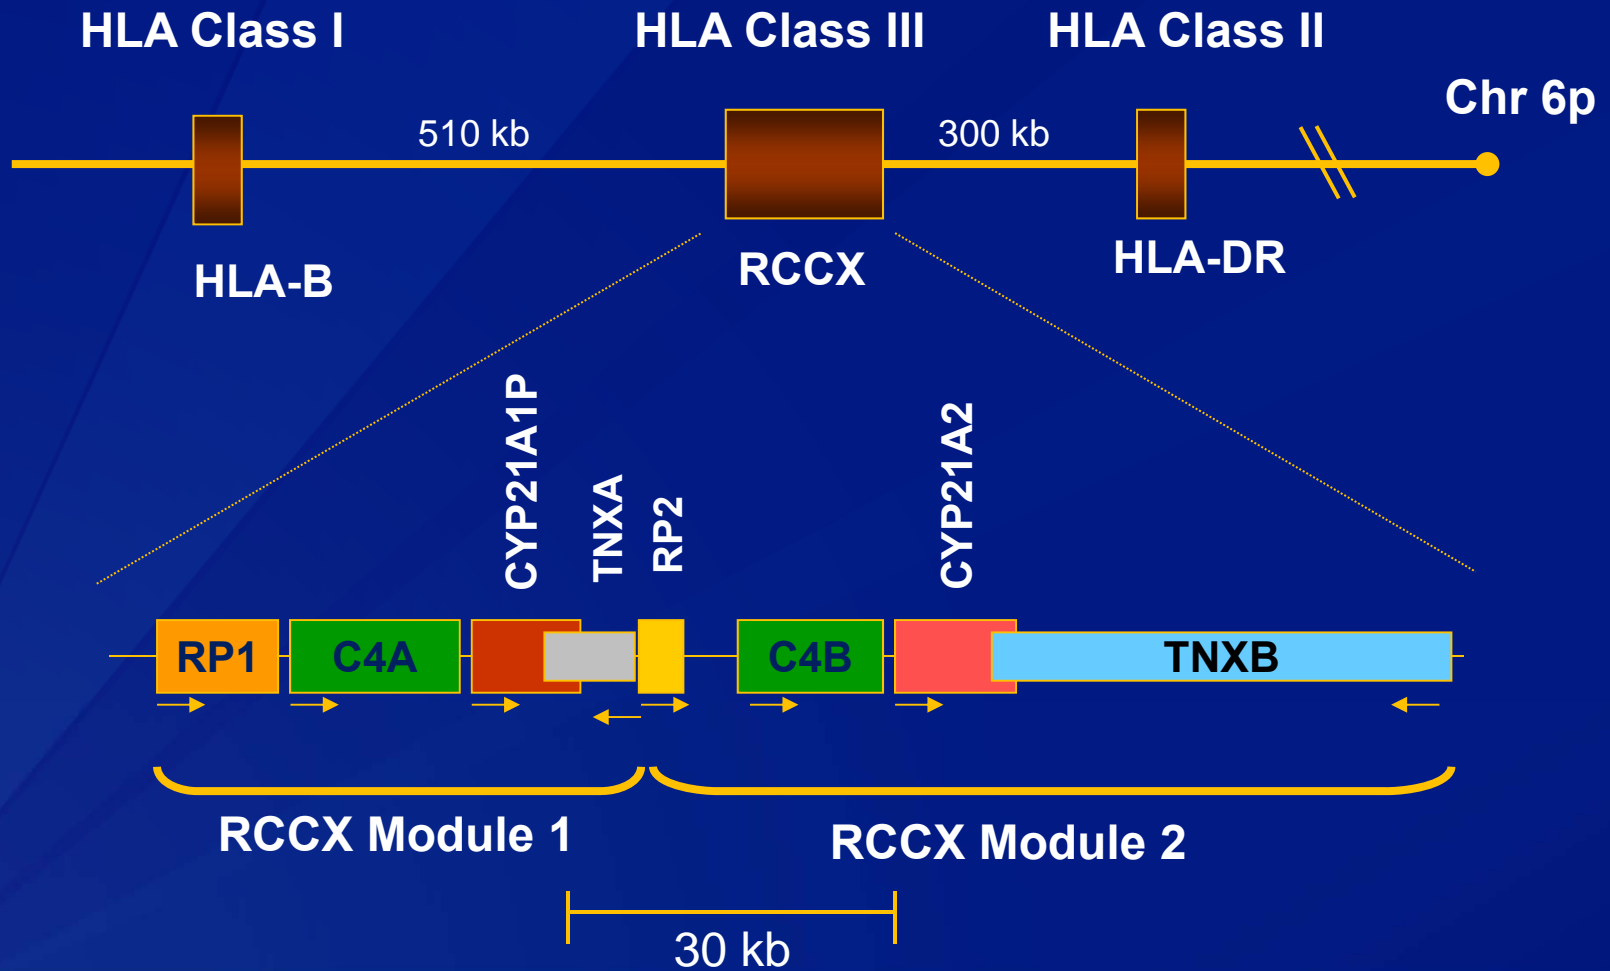 HLA Class I
HLA Class III
HLA Class II
Chr 6p
510 kb
300 kb
HLA-B
RCCX
HLA-DR
CYP21A1P
TNXA
RP2
CYP21A2
RP1
C4A
C4B
TNXB
RCCX Module 1
RCCX Module 2
30 kb